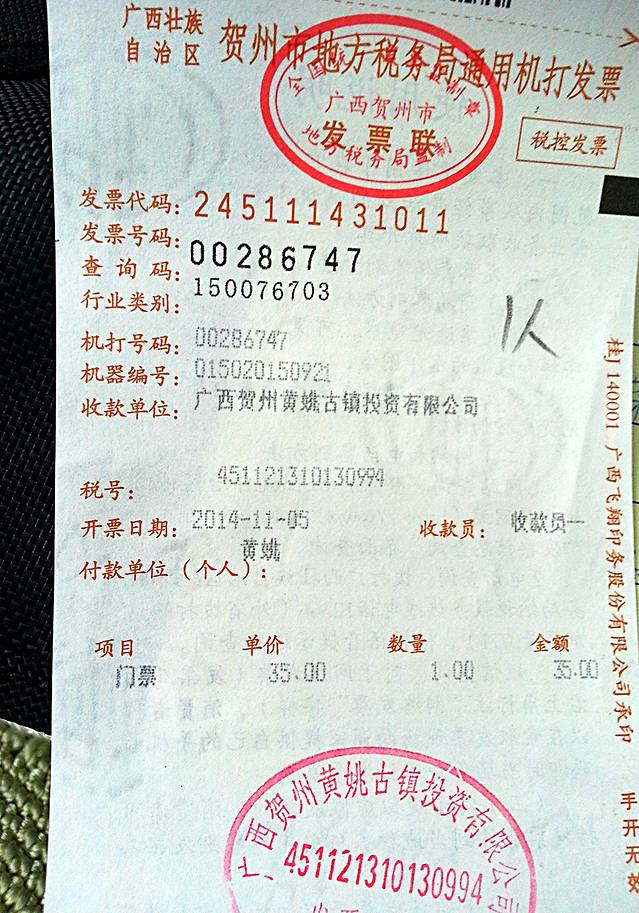 广西壮族
自治区
贺州市地方税务局通用机打发票
广西贺州市
发票联
地方税务局监制
税控发票
发票代码: 245111431011
发票号码: 00286747
查询码: 150076703
行业类别:
机打号码: 00286747
机器编号: 015020150921
收款单位: 广西贺州黄姚古镇投资有限公司
税号: 451121310130994
开票日期: 2014-11-05 收款员: 收款员一
黄姚
付款单位(个人):
项目 单价 数量 金额
门票 35.00 1.00 35.00
桂J 140001 广西飞翔印务股份有限公司承印
手开无效
广西贺州黄姚古镇投资有限公司
451121310130994